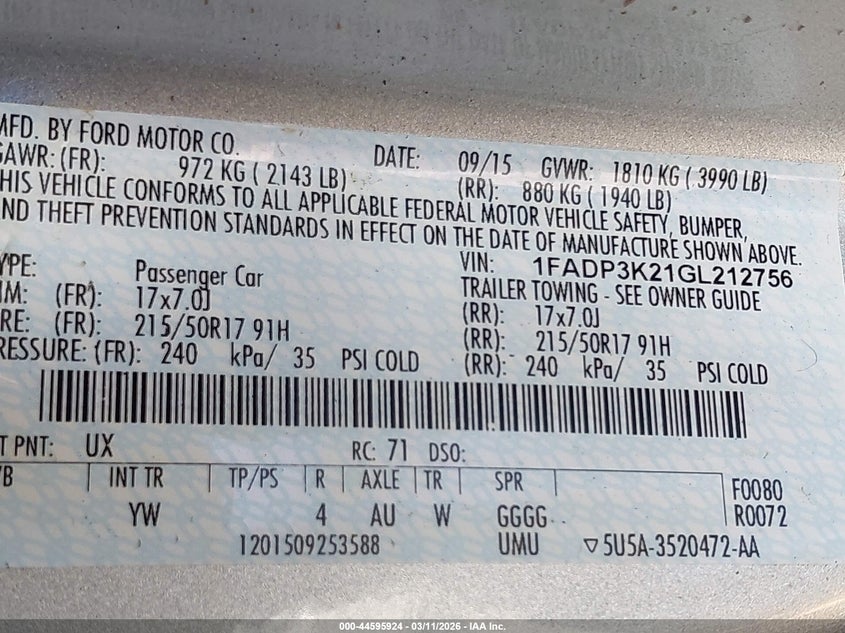 MFD. BY FORD MOTOR CO. DATE: 09/15 GVWR: 1810 KG ( 3990 LB)
GAWR: (FR): 972 KG ( 2143 LB) (RR): 880 KG ( 1940 LB)
THIS VEHICLE CONFORMS TO ALL APPLICABLE FEDERAL MOTOR VEHICLE SAFETY, BUMPER,
AND THEFT PREVENTION STANDARDS IN EFFECT ON THE DATE OF MANUFACTURE SHOWN ABOVE.
VIN: 1FADP3K21GL212756
YPE: Passenger Car TRAILER TOWING - SEE OWNER GUIDE
IM: (FR): 17x7.0J (RR): 17x7.0J
RE: (FR): 215/50R17 91H (RR): 215/50R17 91H
RESSURE: (FR): 240 kPa/ 35 PSI COLD (RR): 240 kPa/ 35 PSI COLD
T PNT: UX RC: 71 DSO:
/B INT TR TP/PS R AXLE TR SPR F0080
YW 4 AU W GGGG R0072
1201509253588 UMU ▽5U5A-3520472-AA
000-44595924 - 03/11/2026 - IAA Inc.